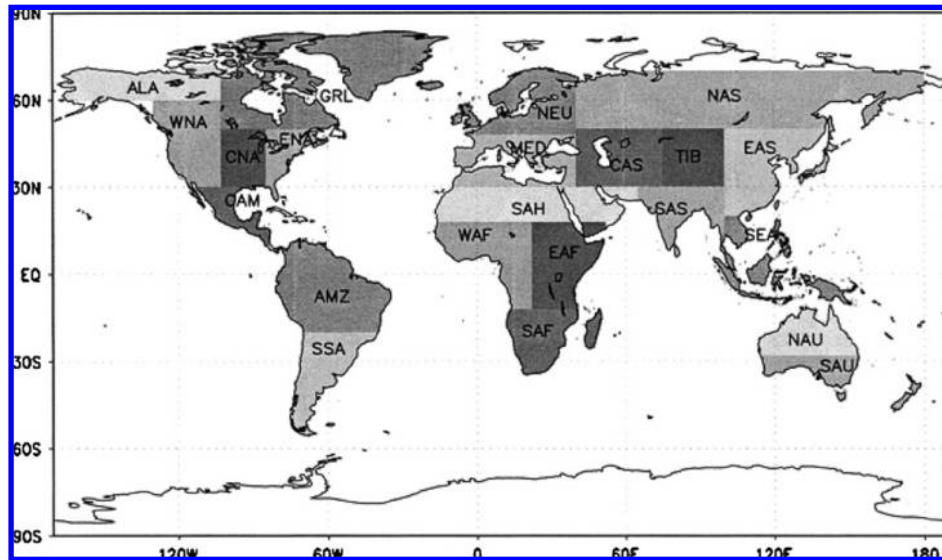 90N
60N
30N
EQ
30S
60S
90S
ALA
GRL
WNA
ENA
CNA
CAM
AMZ
SSA
NEU
NAS
MED
CAS
TIB
EAS
SAH
SAS
SEA
WAF
EAF
SAF
NAU
SAU
120W
60W
0
60E
120E
180